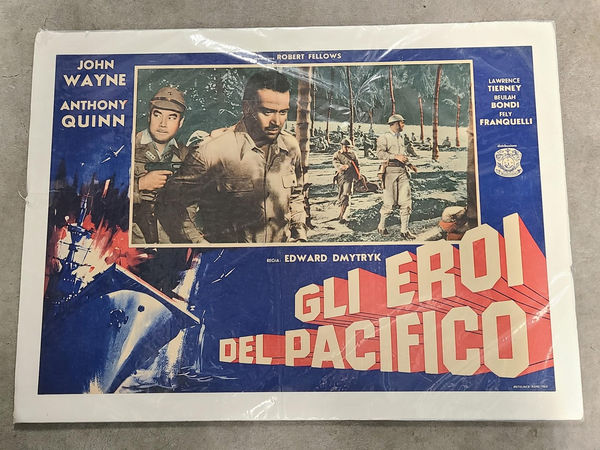 ROBERT FELLOWS
JOHN
WAYNE
ANTHONY
QUINN
LAWRENCE
TIERNEY
BEULAH
BONDI
FELY
FRANQUELLI
REGIA: EDWARD DMYTRYK
GLI EROI
DEL PACIFICO